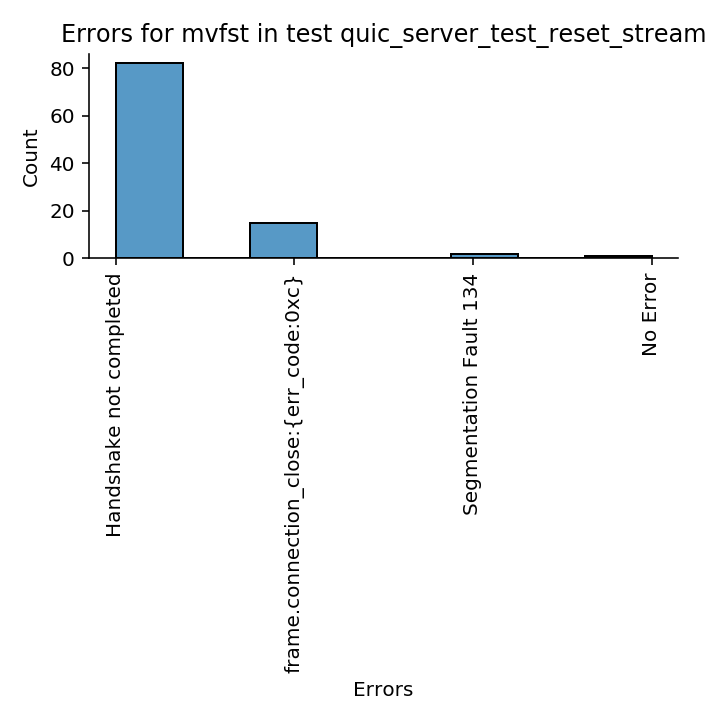 Errors for mvfst in test quic_server_test_reset_stream
Count
80
60
40
20
0
Handshake not completed
frame.connection_close:{err_code:0xc}
Segmentation Fault 134
No Error
Errors